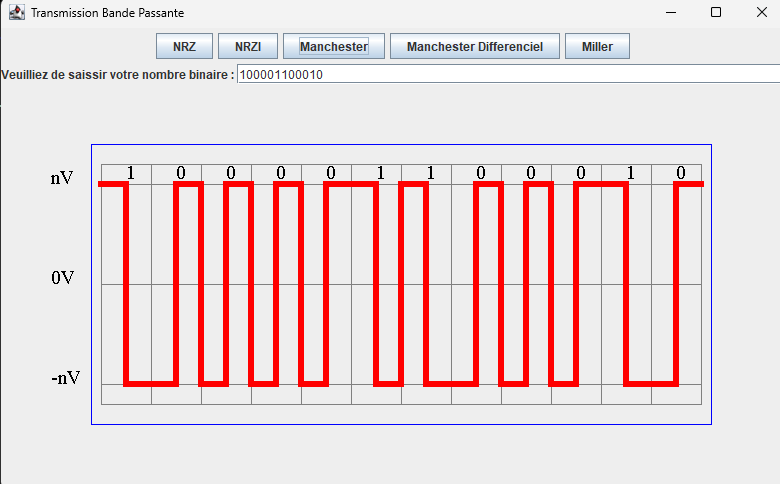 Transmission Bande Passante
NRZ NRZI Manchester Manchester Differenciel Miller
Veuilliez de saissir votre nombre binaire : 100001100010
1 0 0 0 0 1 1 0 0 0 1 0
nV
0V
-nV